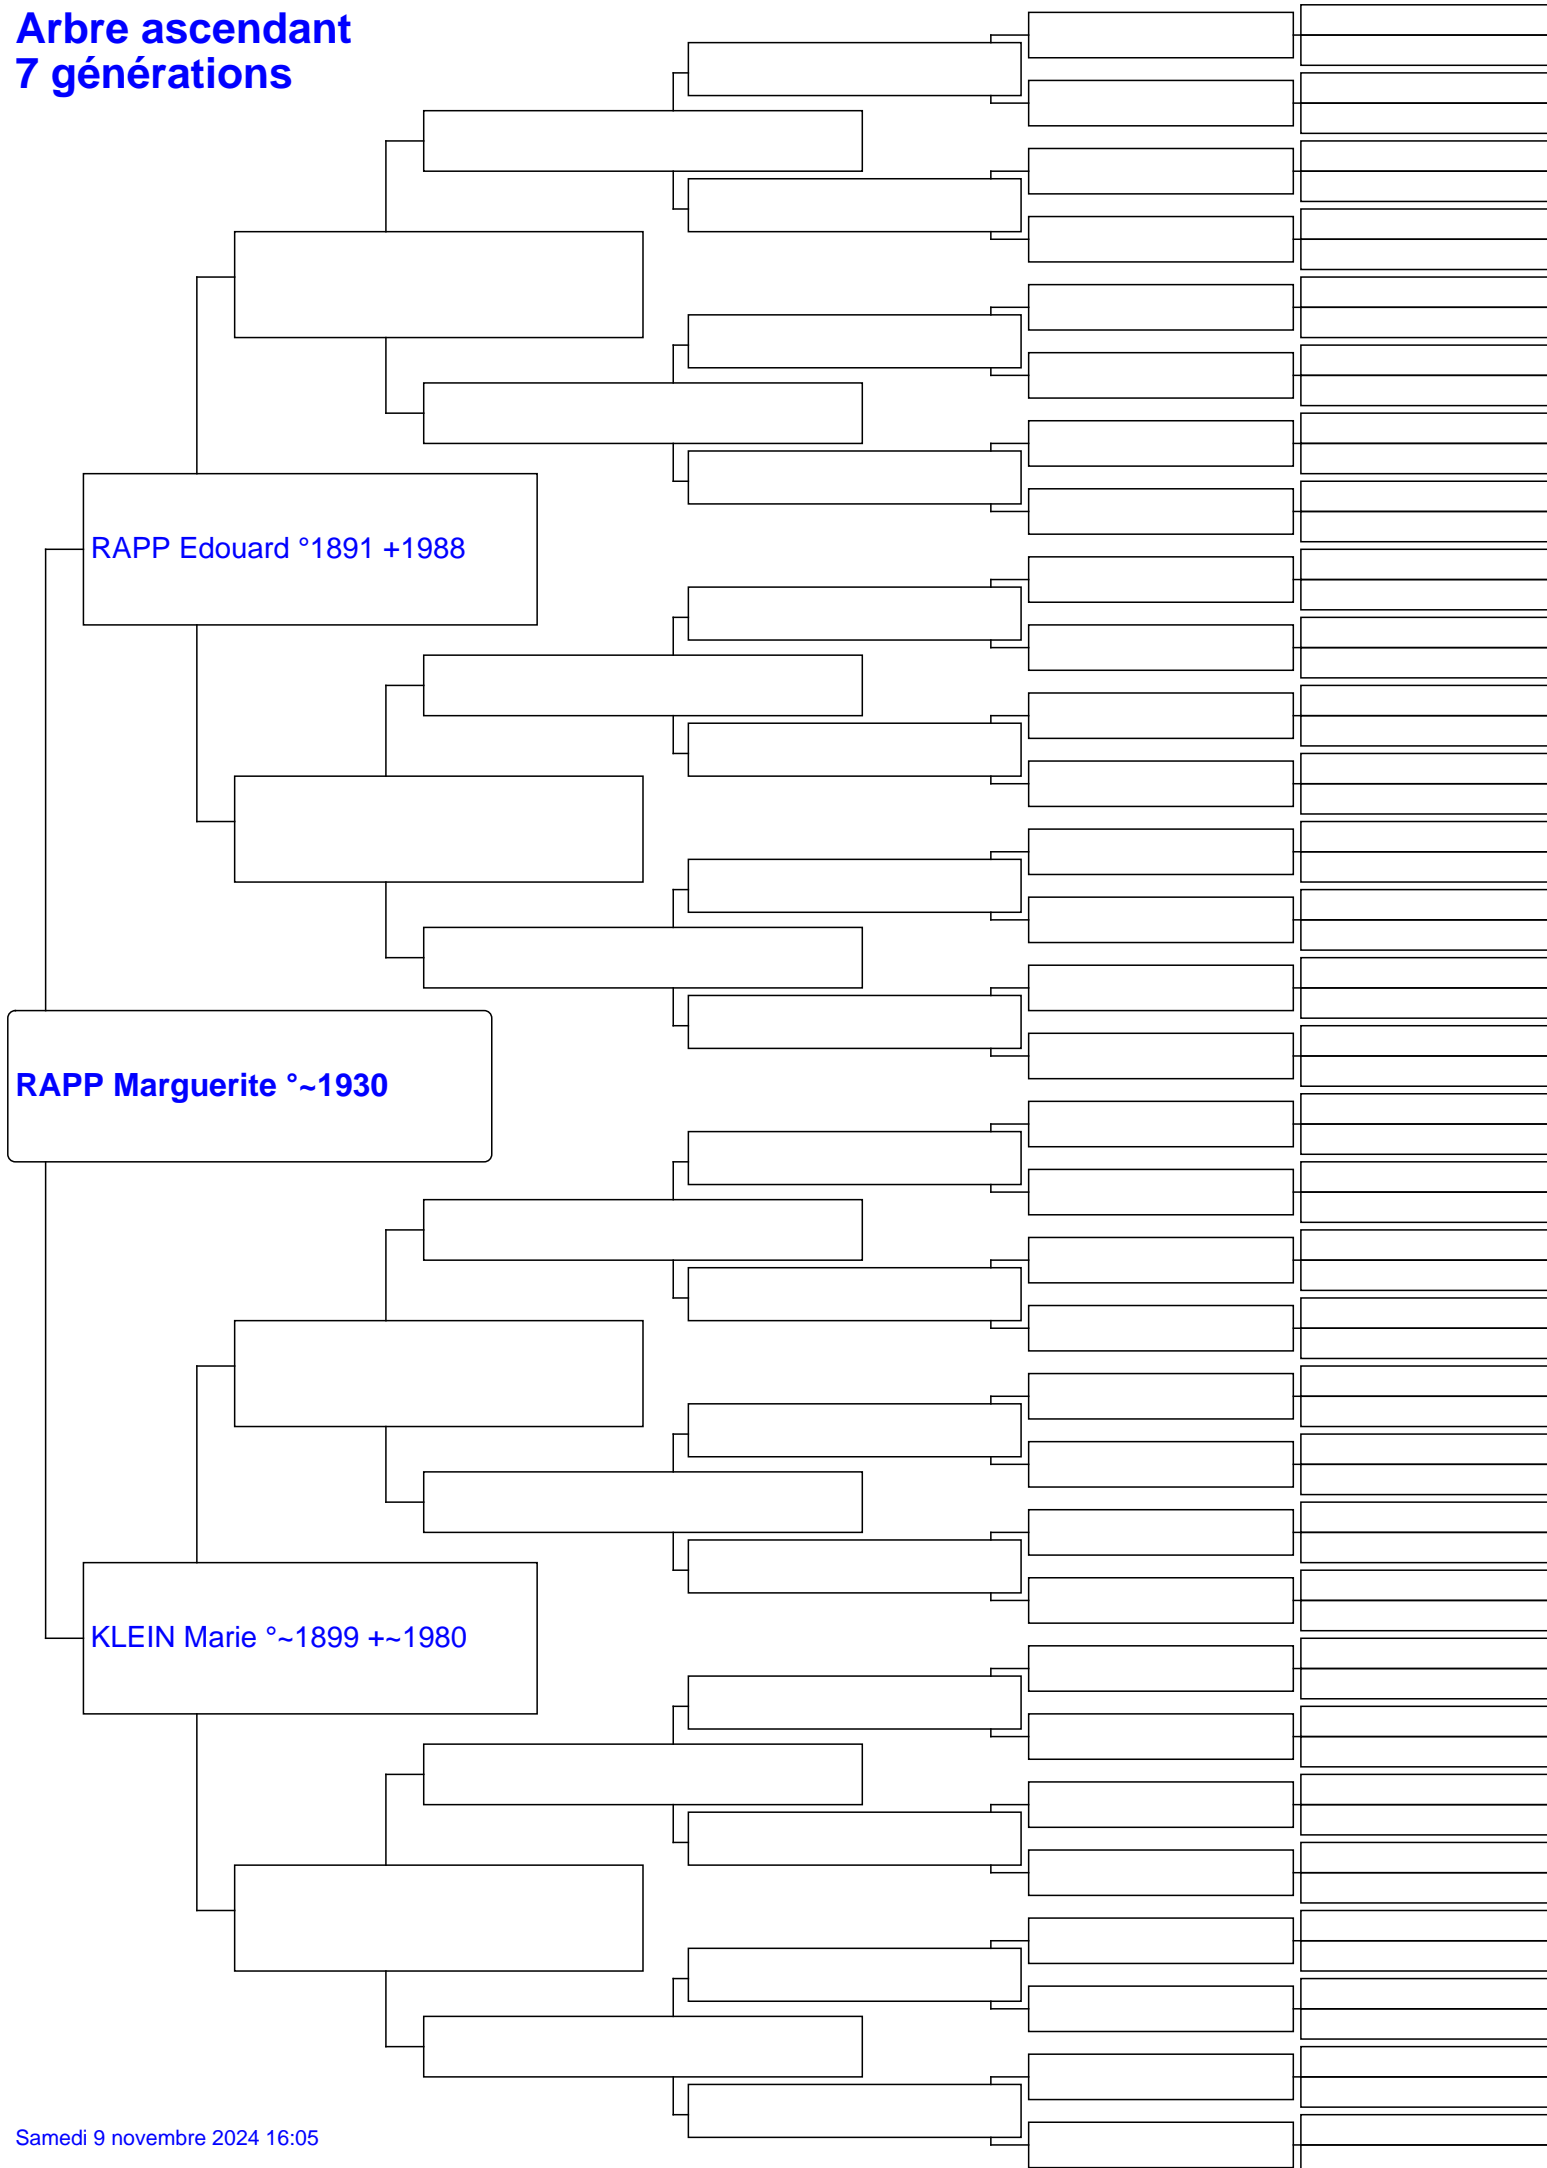 Arbre ascendant
7 générations
RAPP Edouard °1891 +1988
RAPP Marguerite °~1930
KLEIN Marie °~1899 +~1980
Samedi 9 novembre 2024 16:05